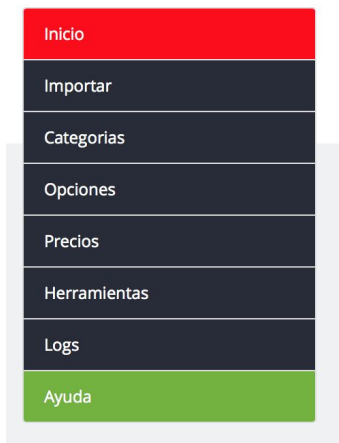 Inicio
Importar
Categorias
Opciones
Precios
Herramientas
Logs
Ayuda